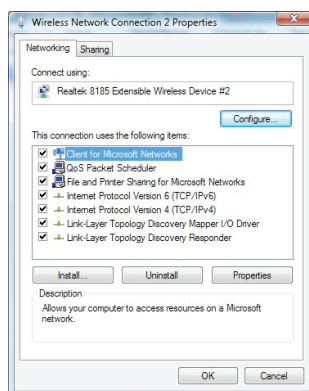 Wireless Network Connection 2 Properties
Networking Sharing
Connect using:
Realtek 8185 Extensible Wireless Device #2
Configure...
This connection uses the following items:
Client for Microsoft Networks
QoS Packet Scheduler
File and Printer Sharing for Microsoft Networks
Internet Protocol Version 6 (TCP/IPv6)
Internet Protocol Version 4 (TCP/IPv4)
Link-Layer Topology Discovery Mapper I/O Driver
Link-Layer Topology Discovery Responder
Install... Uninstall Properties
Description
Allows your computer to access resources on a Microsoft
network.
OK Cancel